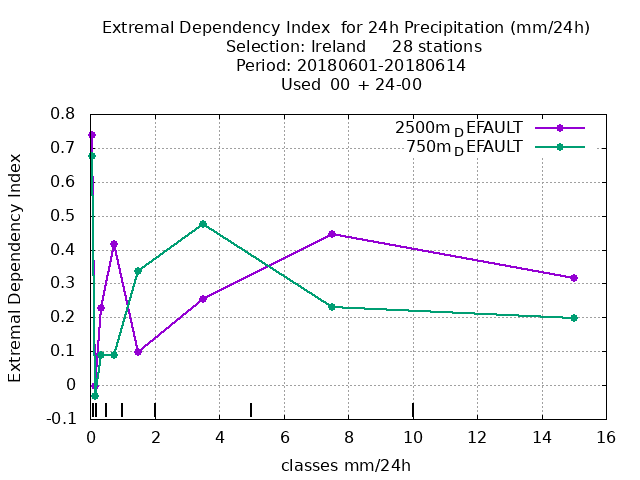 Extremal Dependency Index  for 24h Precipitation (mm/24h)
Selection: Ireland     28 stations
Period: 20180601-20180614
Used  00 + 24-00
2500m_DEFAULT
750m_DEFAULT
Extremal Dependency Index
0.8
0.7
0.6
0.5
0.4
0.3
0.2
0.1
0
-0.1
0 2 4 6 8 10 12 14 16
classes mm/24h